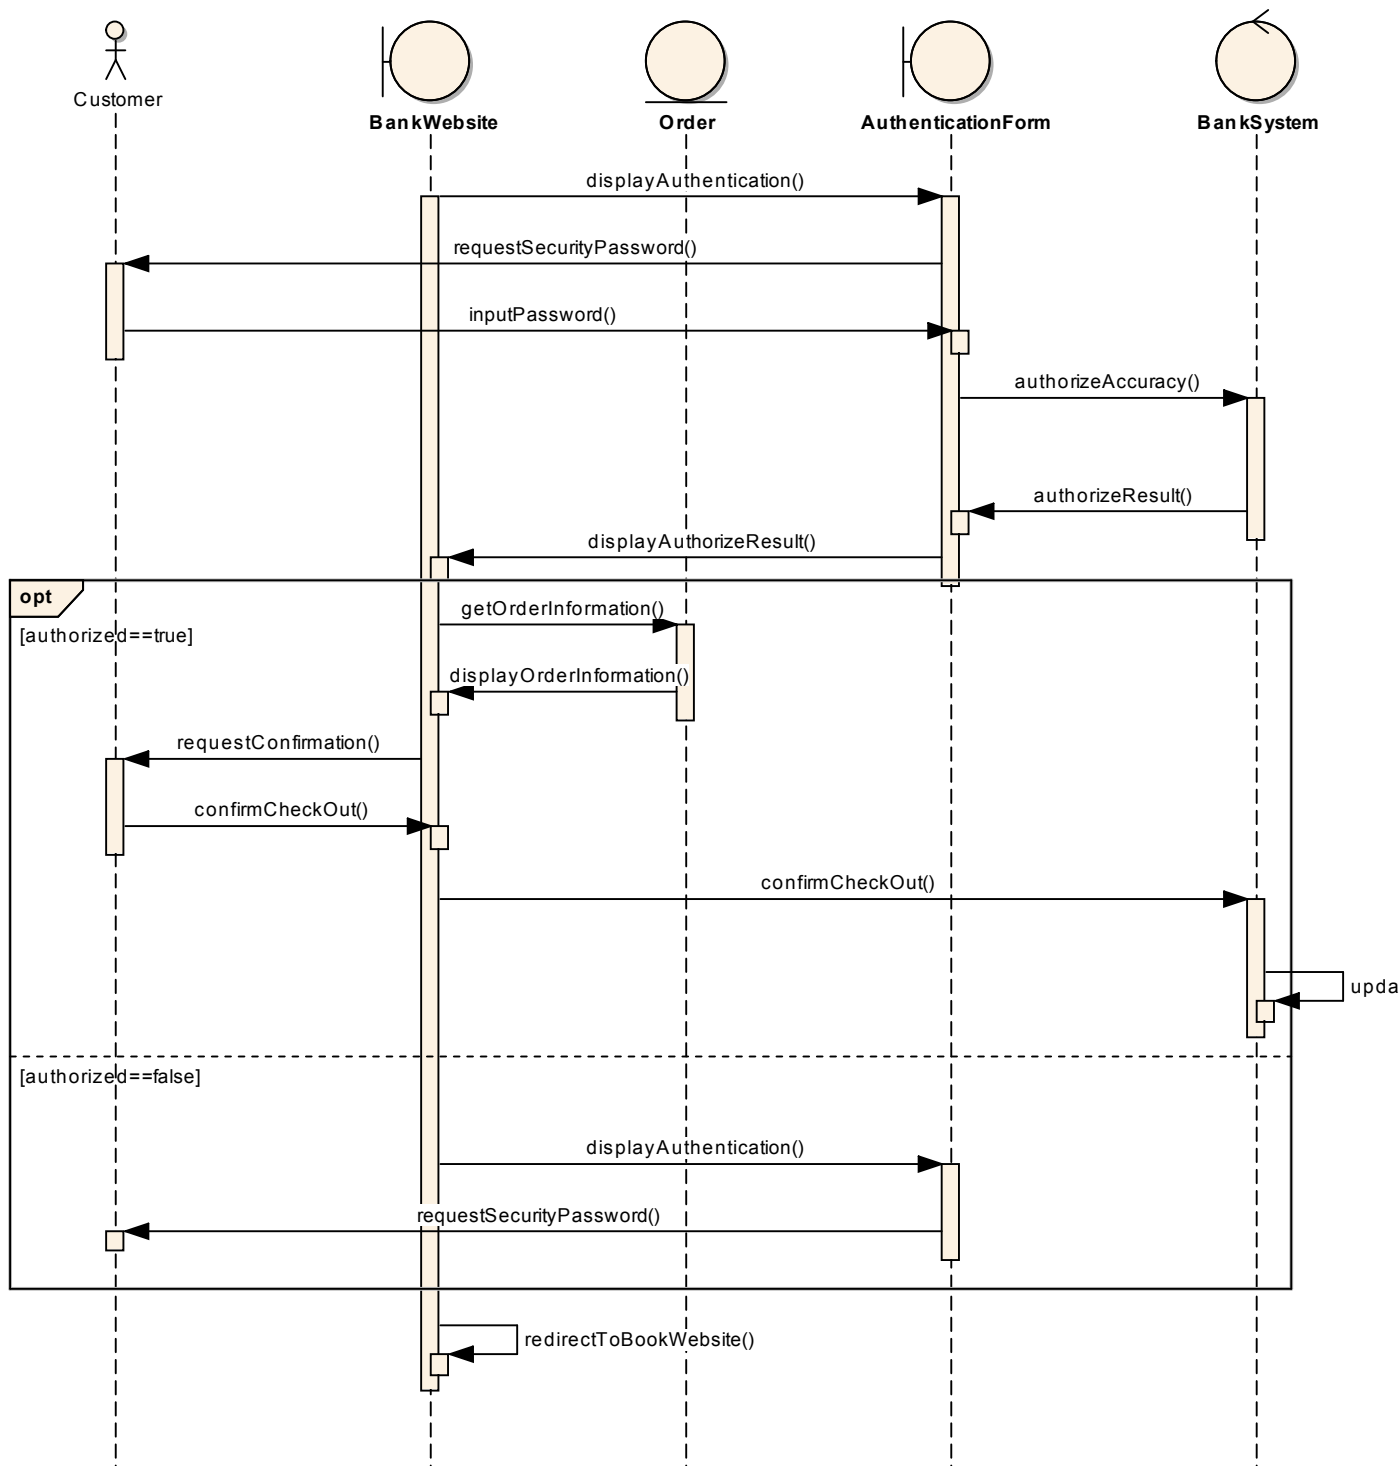 Customer
BankWebsite
Order
AuthenticationForm
BankSystem
displayAuthentication()
requestSecurityPassword()
inputPassword()
authorizeAccuracy()
authorizeResult()
displayAuthorizeResult()
opt
getOrderInformation()
[authorized==true]
displayOrderInformation()
requestConfirmation()
confirmCheckOut()
confirmCheckOut()
upda
[authorized==false]
displayAuthentication()
requestSecurityPassword()
redirectToBookWebsite()